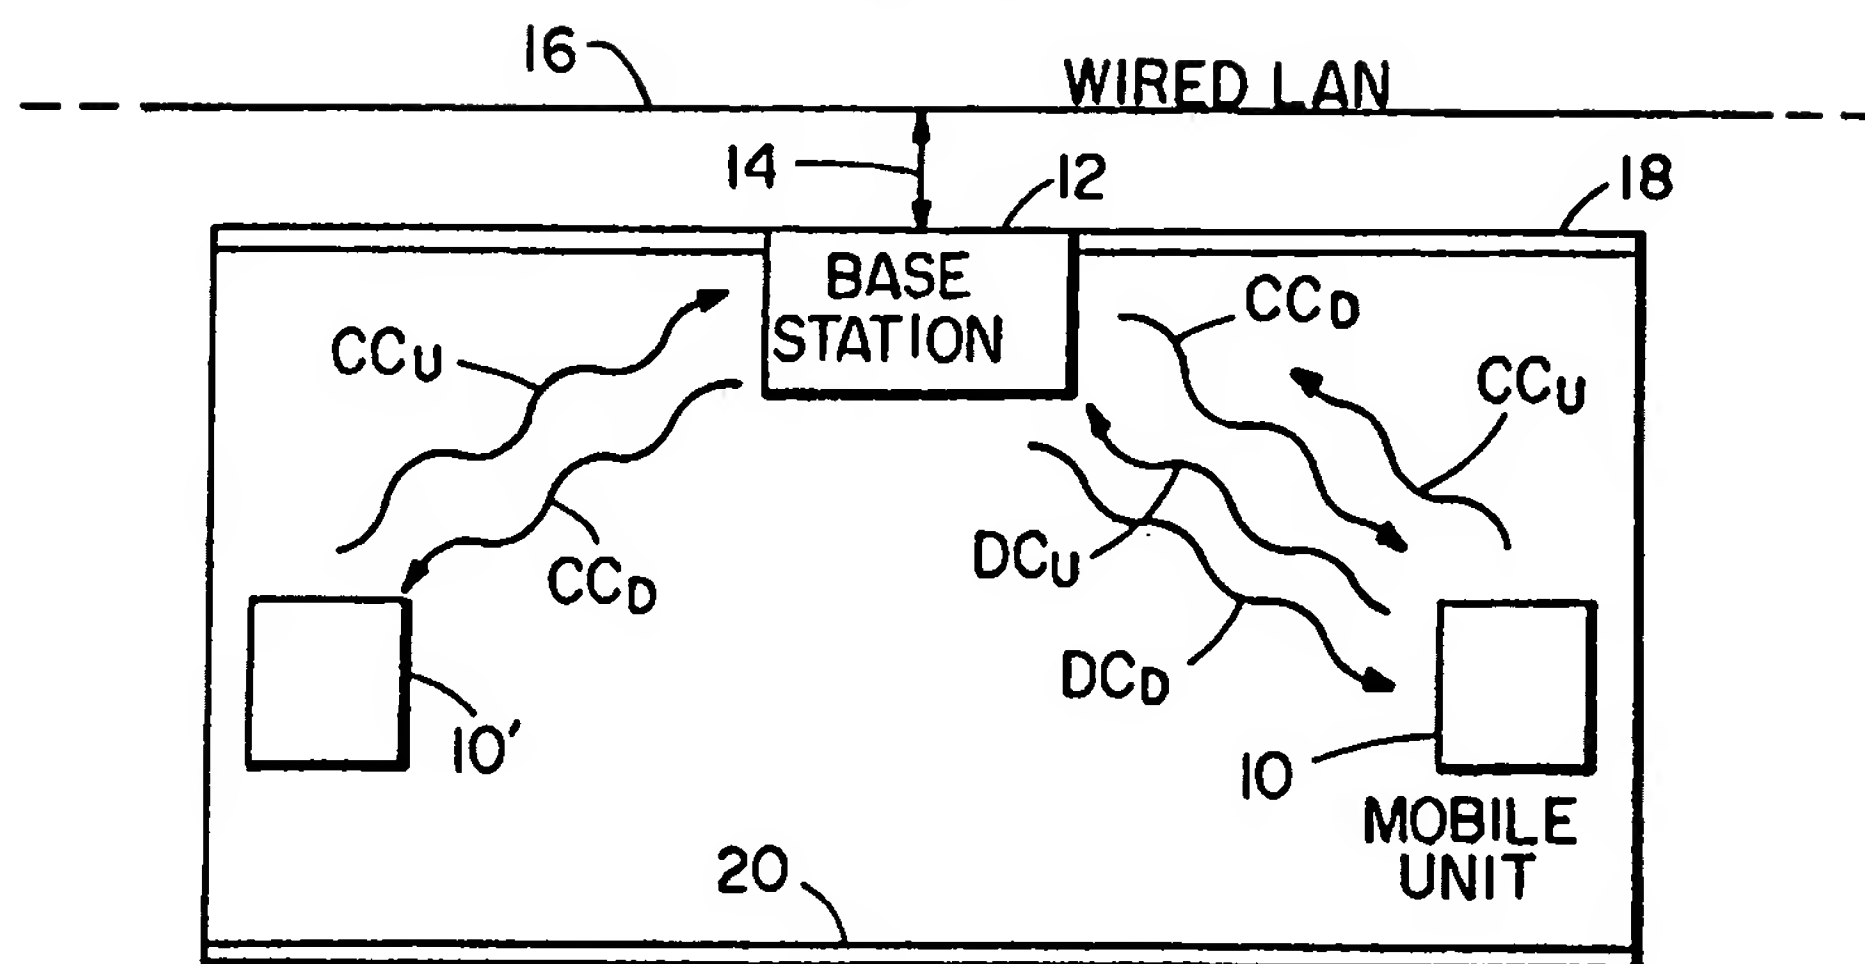 16
WIRED LAN
14
12
18
BASE
STATION
CCD
CCU
CCU
DCU
CCD
DCD
10'
10
MOBILE
UNIT
20